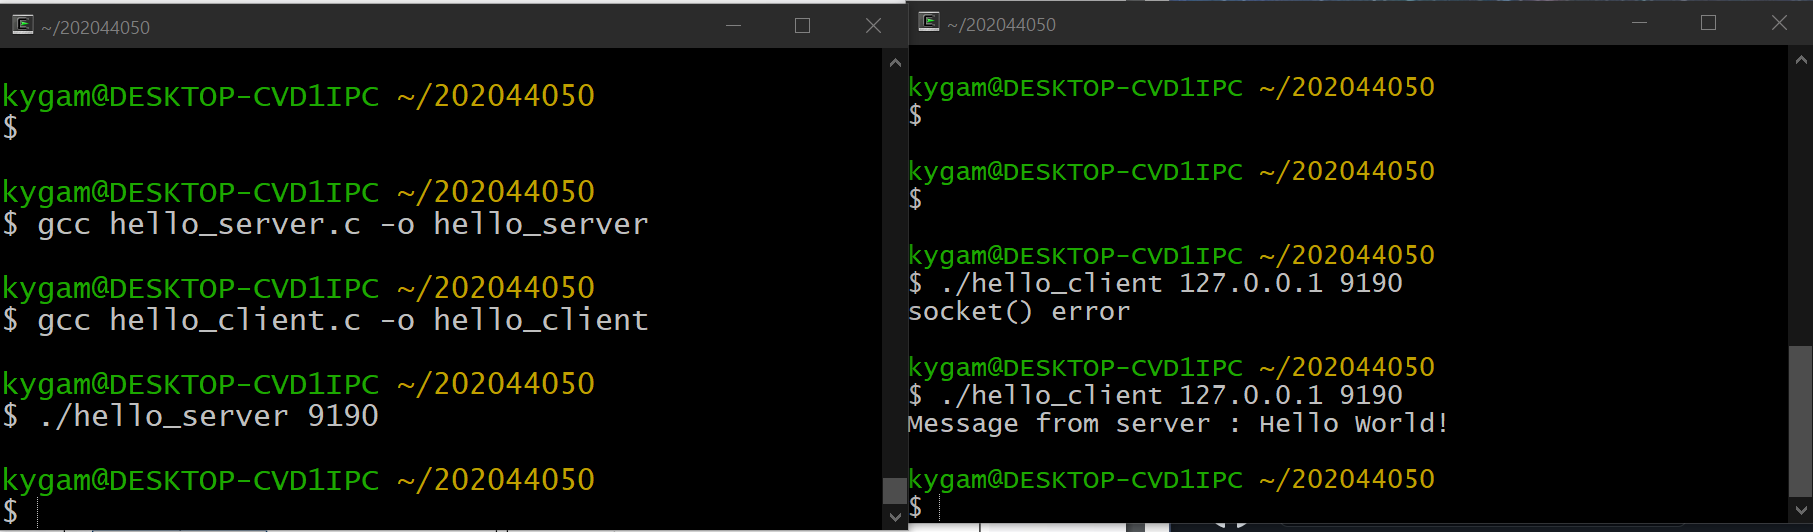 ~/202044050
kygam@DESKTOP-CVD1IPC ~/202044050
$
kygam@DESKTOP-CVD1IPC ~/202044050
$ gcc hello_server.c -o hello_server
kygam@DESKTOP-CVD1IPC ~/202044050
$ gcc hello_client.c -o hello_client
kygam@DESKTOP-CVD1IPC ~/202044050
$ ./hello_server 9190
kygam@DESKTOP-CVD1IPC ~/202044050
$
~/202044050
kygam@DESKTOP-CVD1IPC ~/202044050
$
kygam@DESKTOP-CVD1IPC ~/202044050
$
kygam@DESKTOP-CVD1IPC ~/202044050
$ ./hello_client 127.0.0.1 9190
socket() error
kygam@DESKTOP-CVD1IPC ~/202044050
$ ./hello_client 127.0.0.1 9190
Message from server : Hello World!
kygam@DESKTOP-CVD1IPC ~/202044050
$